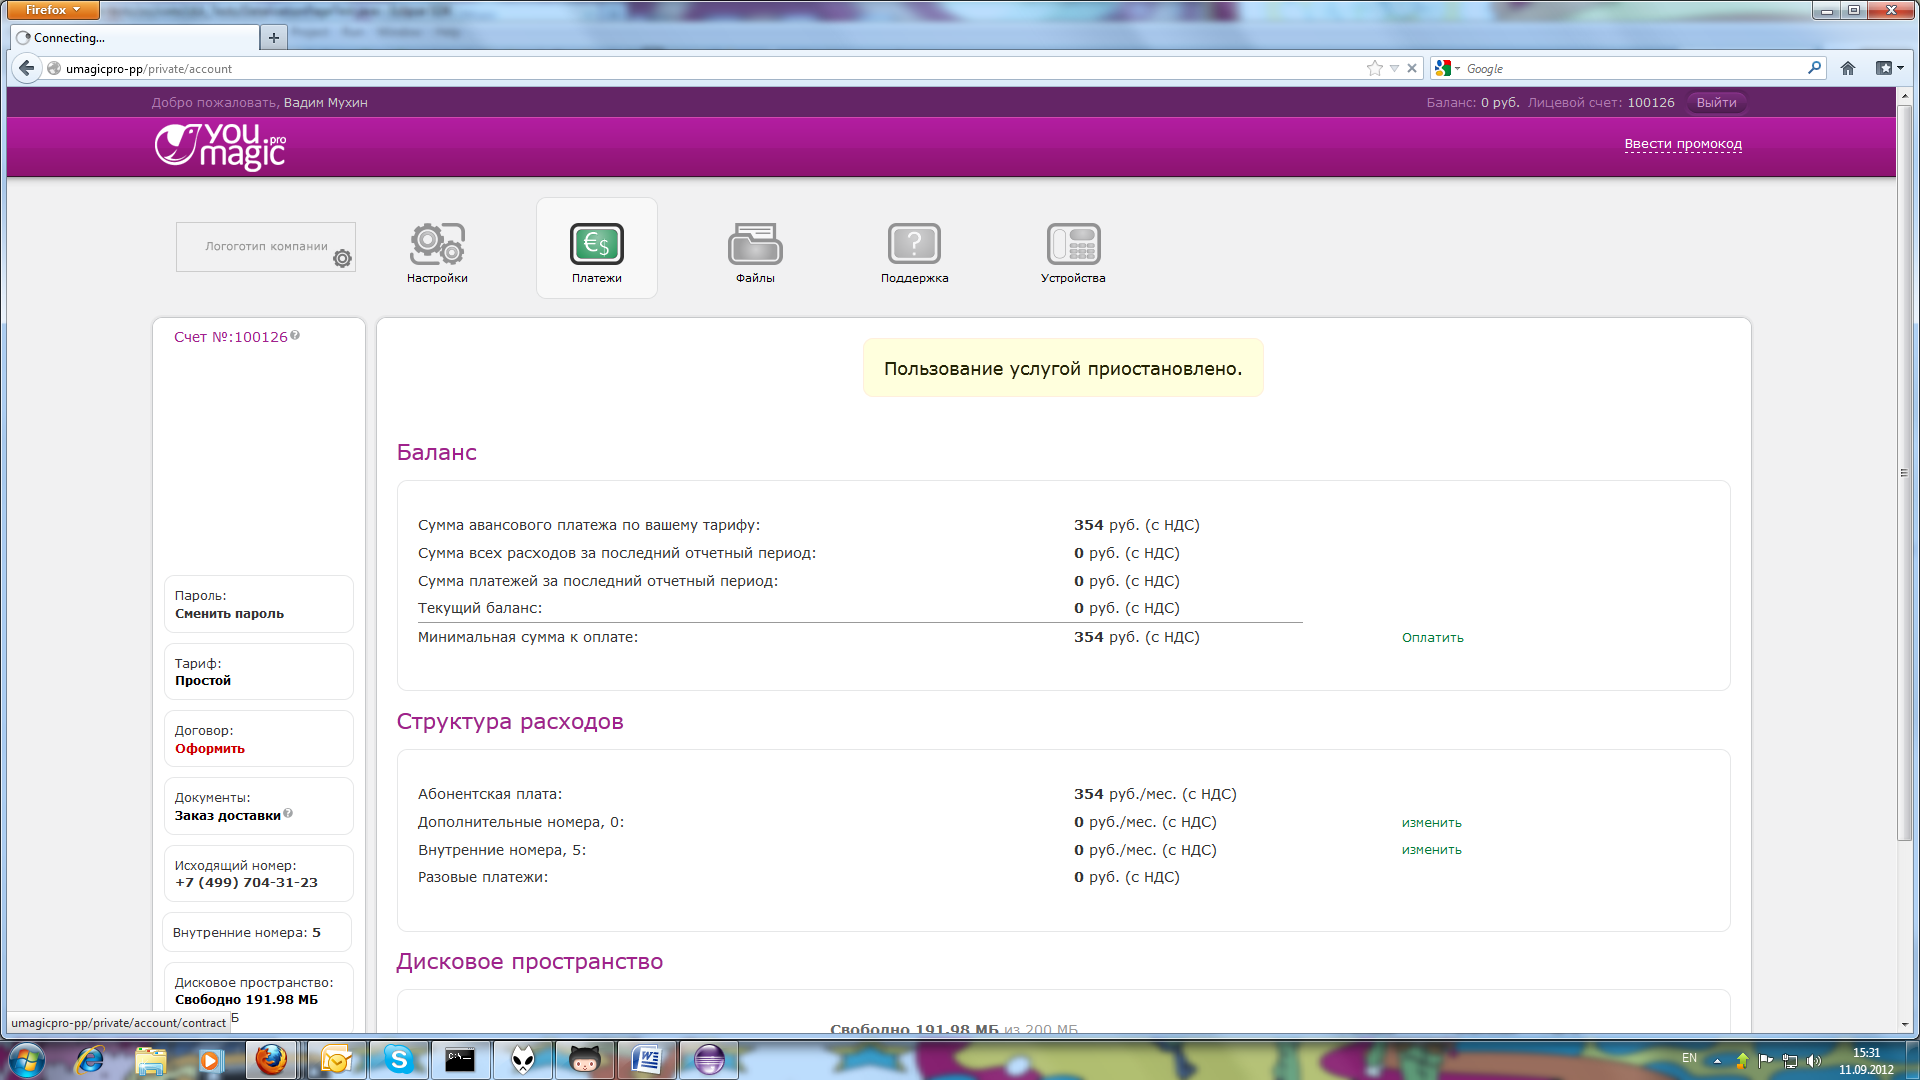 Firefox
Connecting...
umagicpro-pp/private/account
Google
Добро пожаловать, Вадим Мухин
Баланс: 0 руб. Лицевой счет: 100126 Выйти
you magic .pro
Ввести промокод
Логоготип компании
Настройки
Платежи
Файлы
Поддержка
Устройства
Счет №:100126
Пароль:
Сменить пароль
Тариф:
Простой
Договор:
Оформить
Документы:
Заказ доставки
Исходящий номер:
+7 (499) 704-31-23
Внутренние номера: 5
Дисковое пространство:
Свободно 191.98 МБ
Б
Пользование услугой приостановлено.
Баланс
Сумма авансового платежа по вашему тарифу: 354 руб. (с НДС)
Сумма всех расходов за последний отчетный период: 0 руб. (с НДС)
Сумма платежей за последний отчетный период: 0 руб. (с НДС)
Текущий баланс: 0 руб. (с НДС)
Минимальная сумма к оплате: 354 руб. (с НДС) Оплатить
Структура расходов
Абонентская плата: 354 руб./мес. (с НДС)
Дополнительные номера, 0: 0 руб./мес. (с НДС) изменить
Внутренние номера, 5: 0 руб./мес. (с НДС) изменить
Разовые платежи: 0 руб. (с НДС)
Дисковое пространство
Свободно 191.98 МБ из 200 МБ
umagicpro-pp/private/account/contract
EN
15:31
11.09.2012